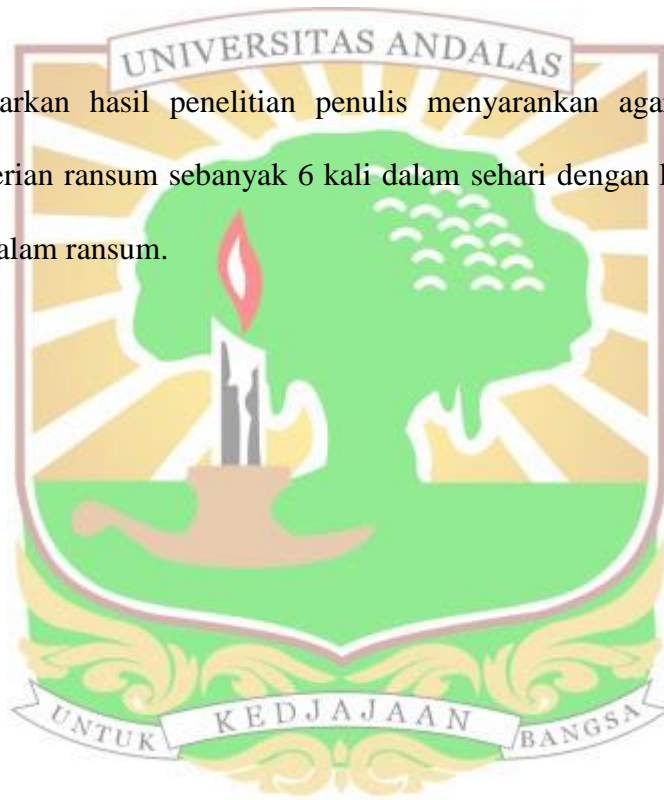 UNIVERSITAS ANDALAS
arkan hasil penelitian penulis menyarankan agar
erian ransum sebanyak 6 kali dalam sehari dengan
alam ransum.
UNTUK KEDJAJAAN BANGSA